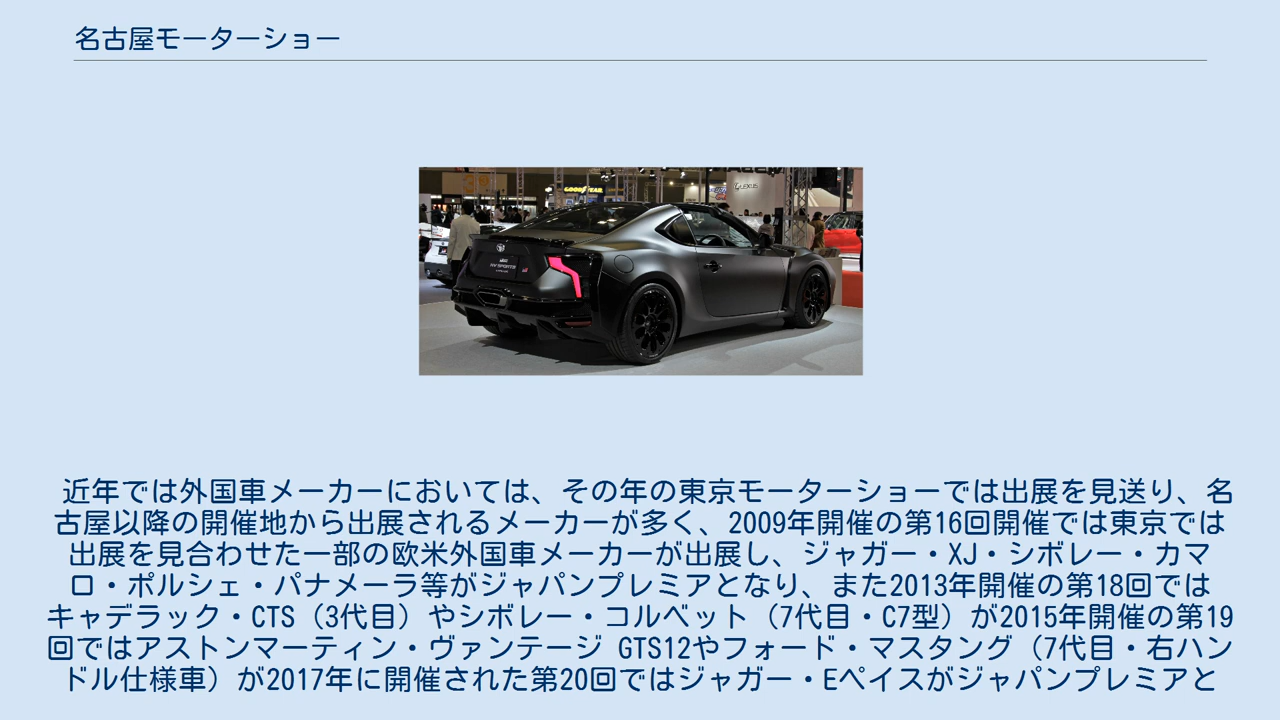 名古屋モーターショー
GOODYEAR
LEXUS
近年では外国車メーカーにおいては、その年の東京モーターショーでは出展を見送り、名
古屋以降の開催地から出展されるメーカーが多く、2009年開催の第16回開催では東京では
出展を見合わせた一部の欧米外国車メーカーが出展し、ジャガー・XJ・シボレー・カマ
ロ・ポルシェ・パナメーラ等がジャパンプレミアとなり、また2013年開催の第18回では
キャデラック・CTS（3代目）やシボレー・コルベット（7代目・C7型）が2015年開催の第19
回ではアストンマーティン・ヴァンテージ GTS12やフォード・マスタング（7代目・右ハン
ドル仕様車）が2017年に開催された第20回ではジャガー・Eペイスがジャパンプレミアと